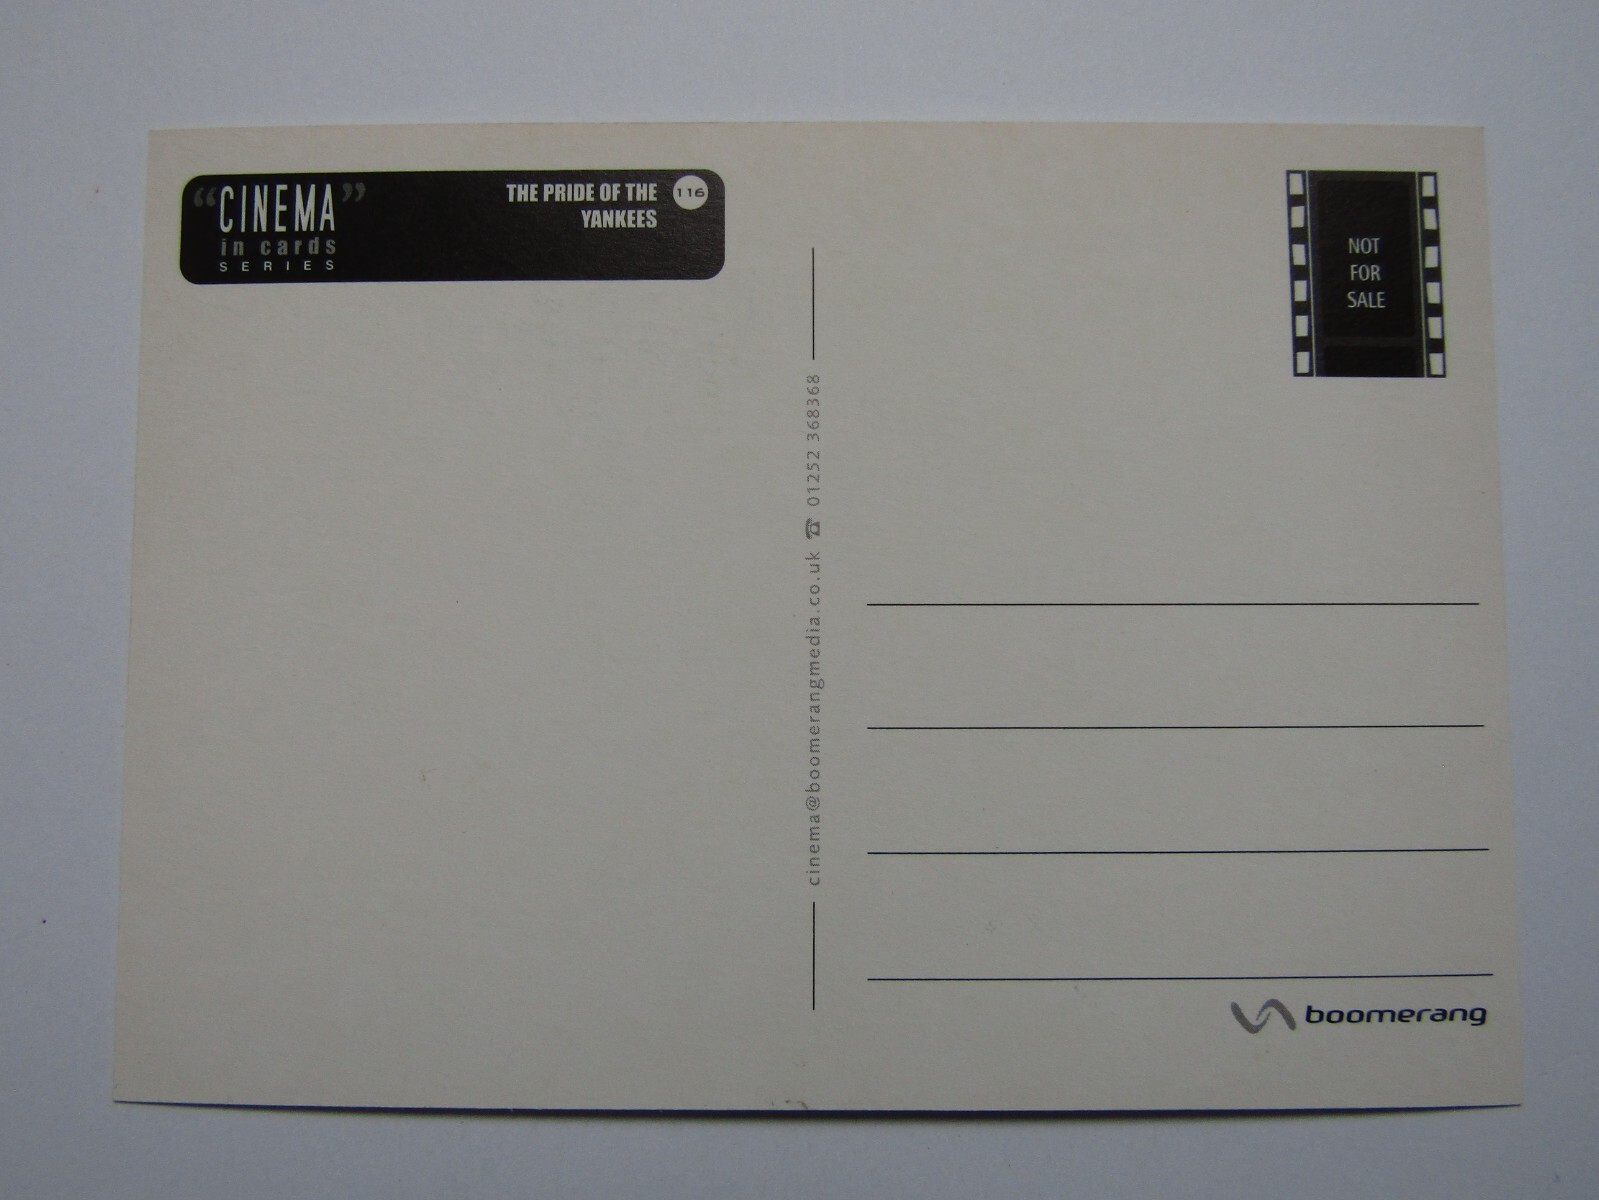 “CINEMA”
in cards
SERIES
THE PRIDE OF THE
YANKEES
116
NOT
FOR
SALE
cinema@boomerangmedia.co.uk ☎ 01252 368368
boomerang